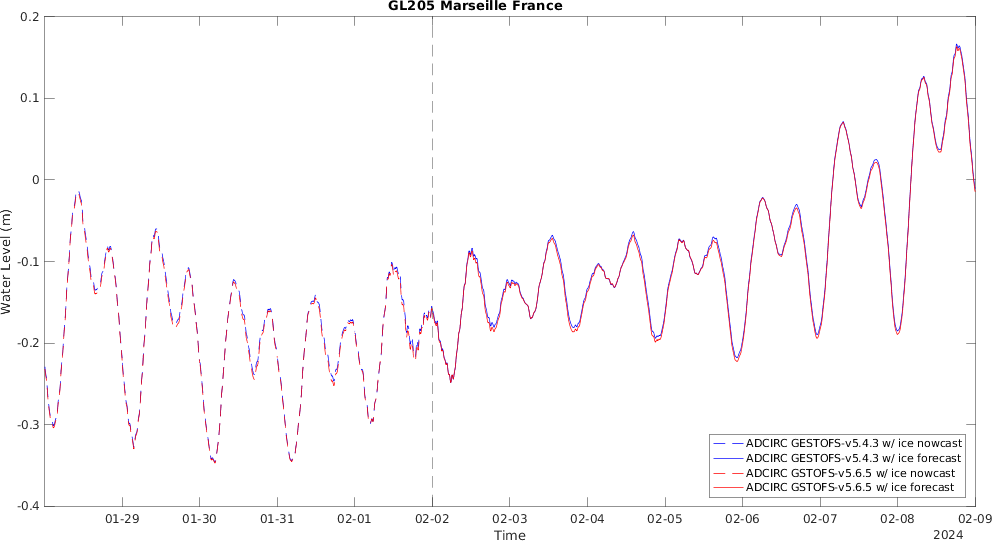 GL205 Marseille France
0.2
0.1
0
-0.1
-0.2
-0.3
-0.4
Water Level (m)
ADCIRC GESTOFS-v5.4.3 w/ ice nowcast
ADCIRC GESTOFS-v5.4.3 w/ ice forecast
ADCIRC GSTOFS-v5.6.5 w/ ice nowcast
ADCIRC GSTOFS-v5.6.5 w/ ice forecast
01-29 01-30 01-31 02-01 02-02 02-03 02-04 02-05 02-06 02-07 02-08 02-09
Time
2024